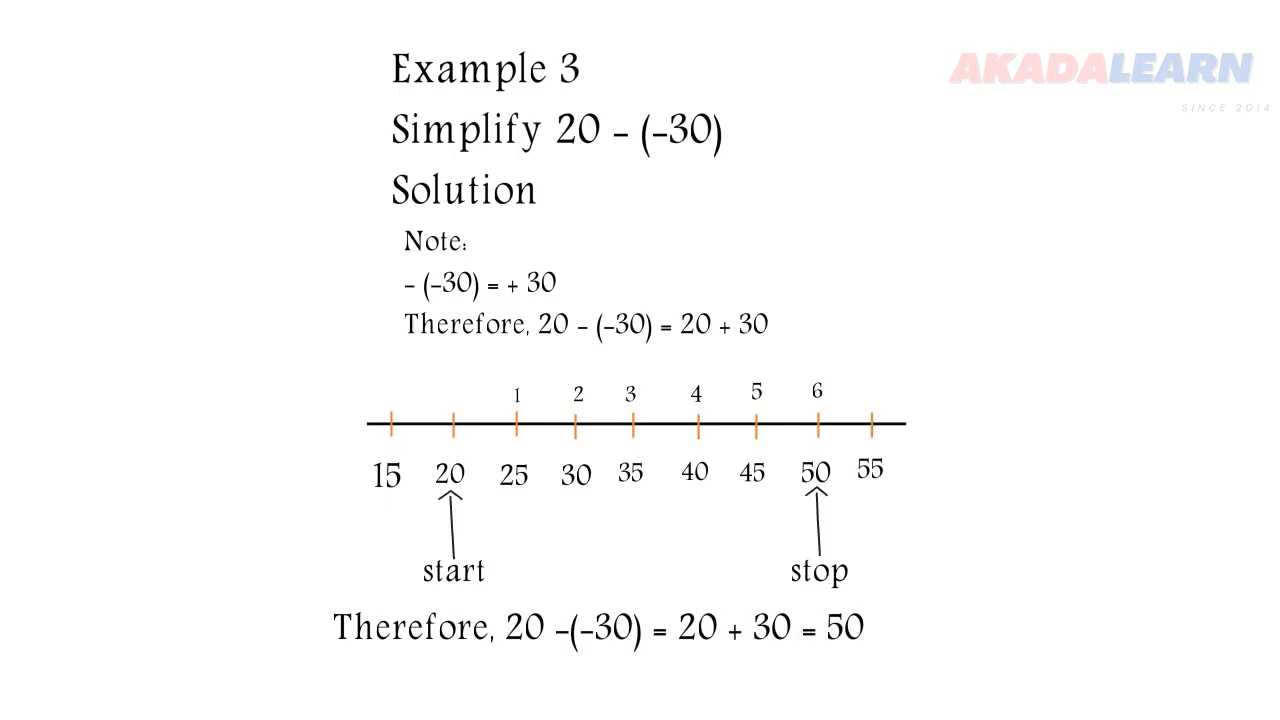 Example 3
AKADALEARN
SINCE 2014
Simplify 20 - (-30)
Solution
Note:
- (-30) = + 30
Therefore, 20 - (-30) = 20 + 30
1 2 3 4 5 6
15 20 25 30 35 40 45 50 55
start stop
Therefore, 20 -(-30) = 20 + 30 = 50